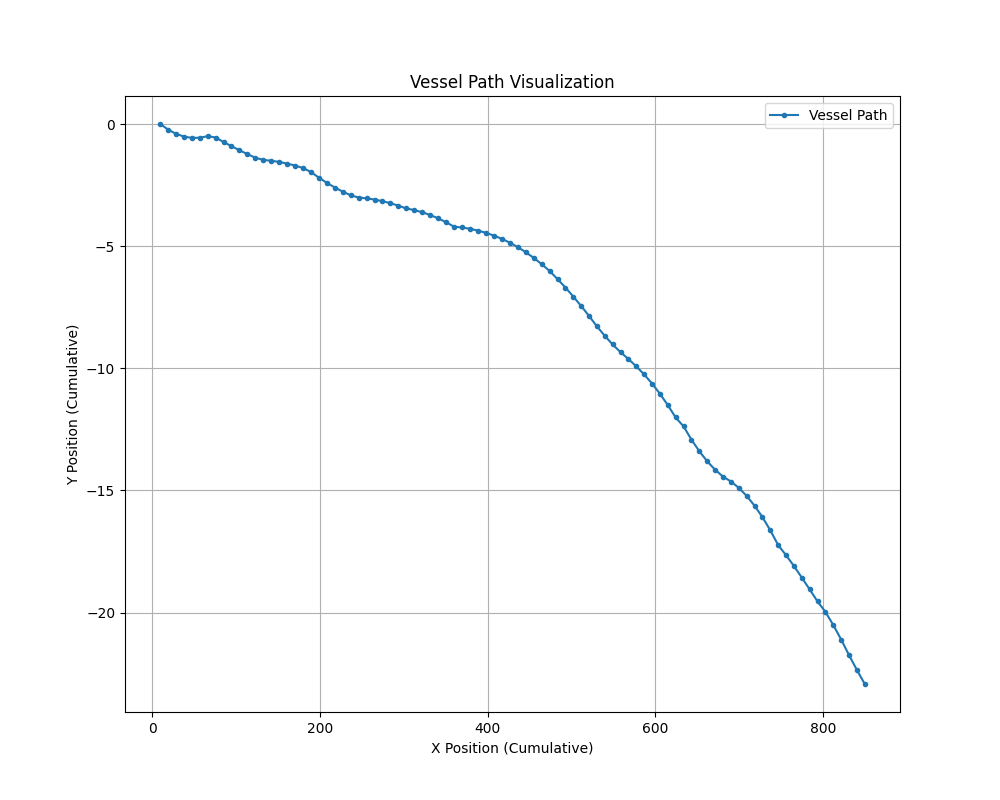 Vessel Path Visualization
Vessel Path
0
−5
−10
−15
−20
Y Position (Cumulative)
0 200 400 600 800
X Position (Cumulative)